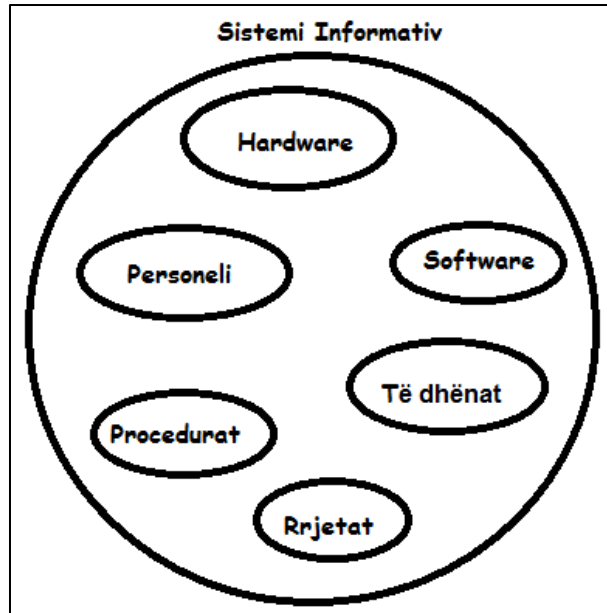 Sistemi Informativ
Hardware
Personeli
Software
Të dhënat
Procedurat
Rrjetat